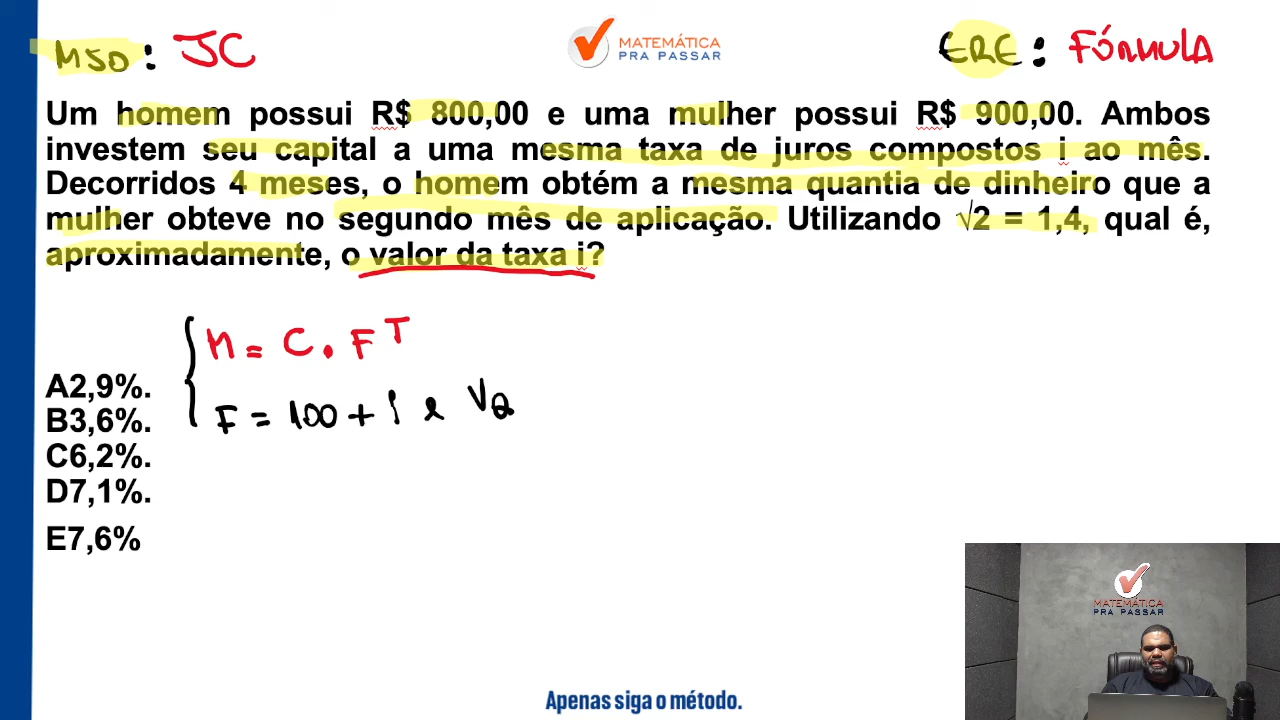 MSD: JC
MATEMÁTICA
PRA PASSAR
ERE: FÓRMULA
Um homem possui R$ 800,00 e uma mulher possui R$ 900,00. Ambos
investem seu capital a uma mesma taxa de juros compostos i ao mês.
Decorridos 4 meses, o homem obtém a mesma quantia de dinheiro que a
mulher obteve no segundo mês de aplicação. Utilizando √2 = 1,4, qual é,
aproximadamente, o valor da taxa i?
M = C . F T
F = 100 + i e V2
A2,9%.
B3,6%.
C6,2%.
D7,1%.
E7,6%
MATEMÁTICA
PRA PASSAR
Apenas siga o método.